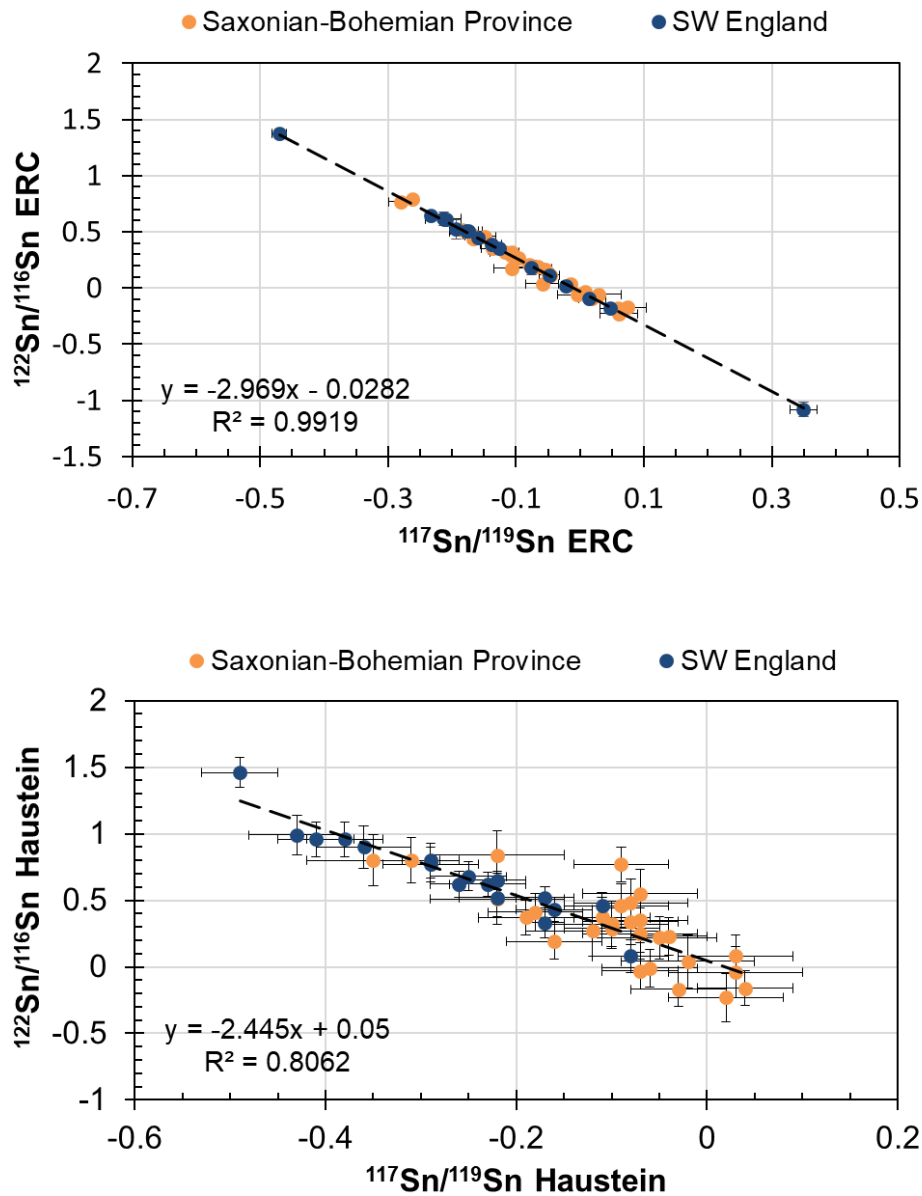 Saxonian-Bohemian Province SW England
2
1.5
1
0.5
0
-0.5
-1
-1.5
¹²²Sn/¹¹⁶Sn ERC
y = -2.969x - 0.0282
R² = 0.9919
-0.7 -0.5 -0.3 -0.1 0.1 0.3 0.5
¹¹⁷Sn/¹¹⁹Sn ERC
Saxonian-Bohemian Province SW England
2
1.5
1
0.5
0
-0.5
-1
¹²²Sn/¹¹⁶Sn Haustein
y = -2.445x + 0.05
R² = 0.8062
-0.6 -0.4 -0.2 0 0.2
¹¹⁷Sn/¹¹⁹Sn Haustein